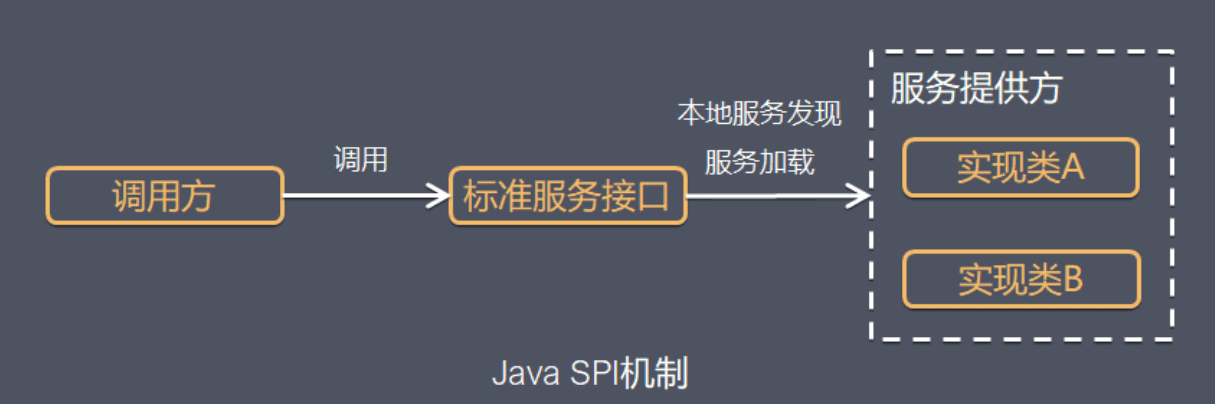 服务提供方
本地服务发现
调用
服务加载
实现类A
调用方
标准服务接口
实现类B
Java SPI机制